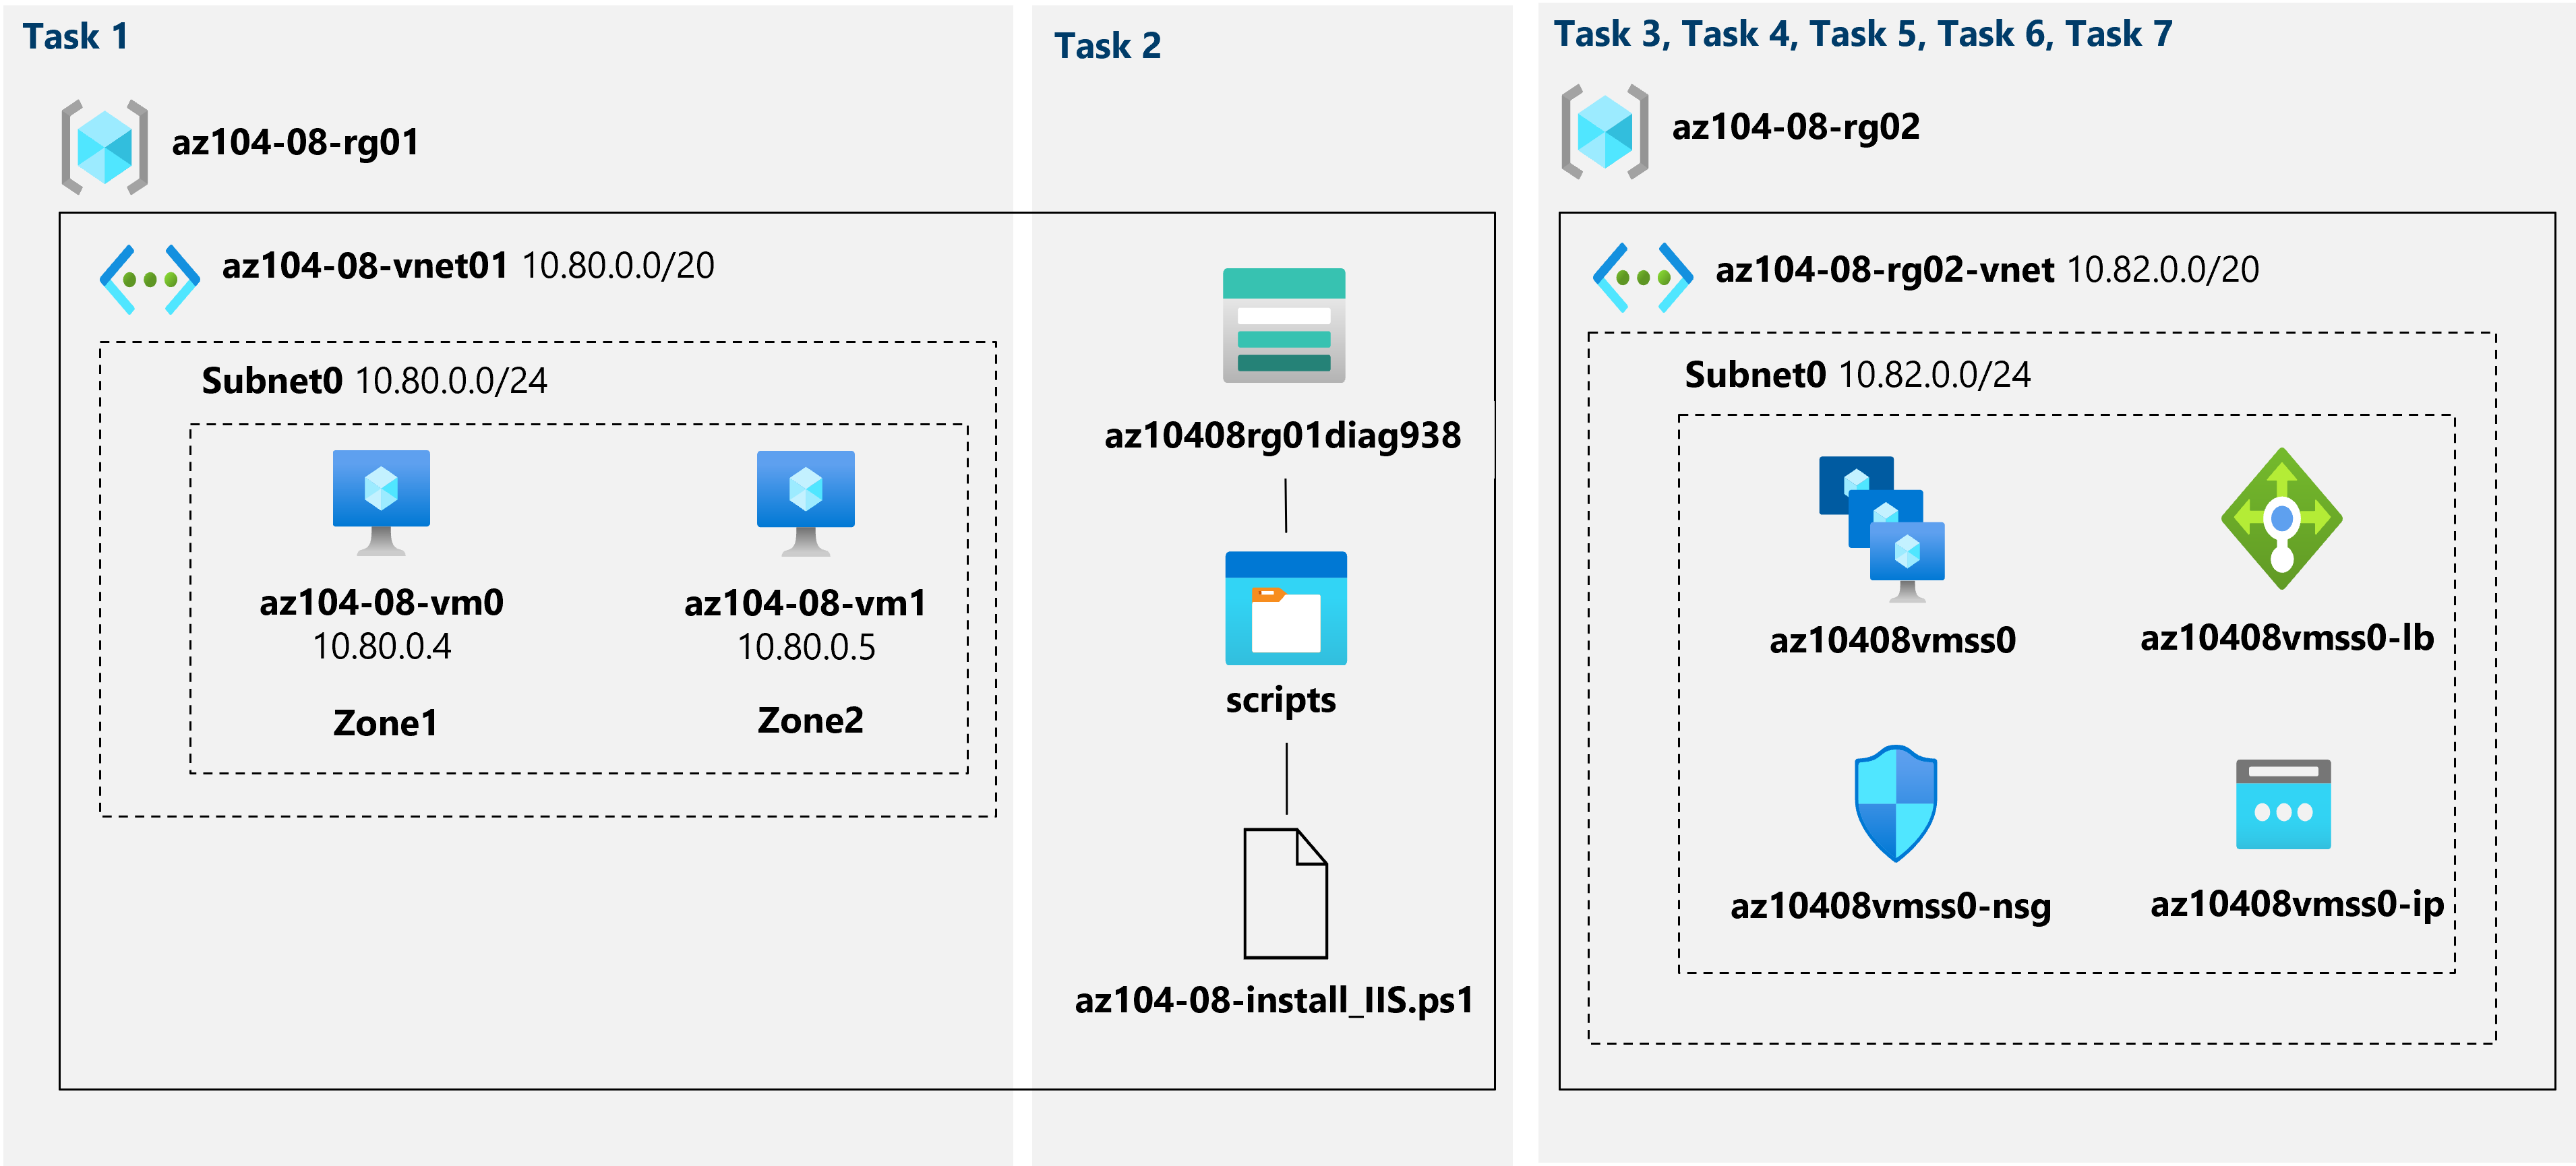 Task 1
az104-08-rg01
az104-08-vnet01 10.80.0.0/20
Subnet0 10.80.0.0/24
az104-08-vm0
10.80.0.4
Zone1
az104-08-vm1
10.80.0.5
Zone2
Task 2
az10408rg01diag938
scripts
az104-08-install_IIS.ps1
Task 3, Task 4, Task 5, Task 6, Task 7
az104-08-rg02
az104-08-rg02-vnet 10.82.0.0/20
Subnet0 10.82.0.0/24
az10408vmss0
az10408vmss0-lb
az10408vmss0-nsg
az10408vmss0-ip